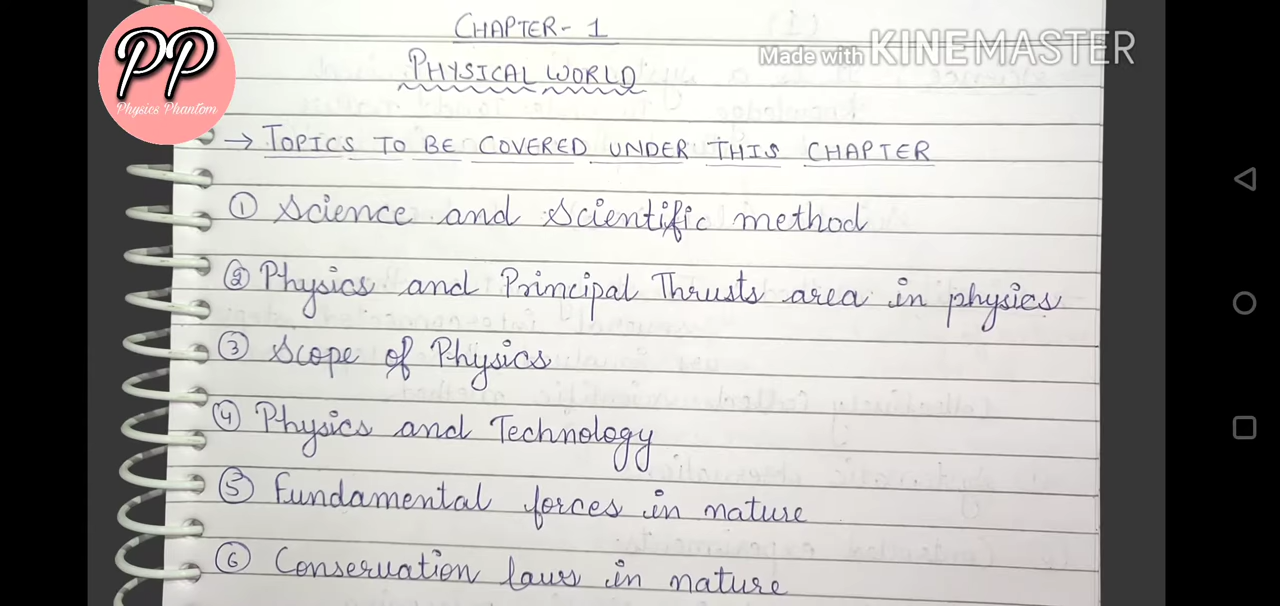 CHAPTER- 1
Made with KINEMASTER
PP
Physics Phantom
PHYSICAL WORLD
→ TOPICS TO BE COVERED UNDER THIS CHAPTER
① Science and Scientific method
② Physics and Principal Thrusts area in physics
③ Scope of Physics
④ Physics and Technology
⑤ Fundamental forces in nature
⑥ Conservation laws in nature